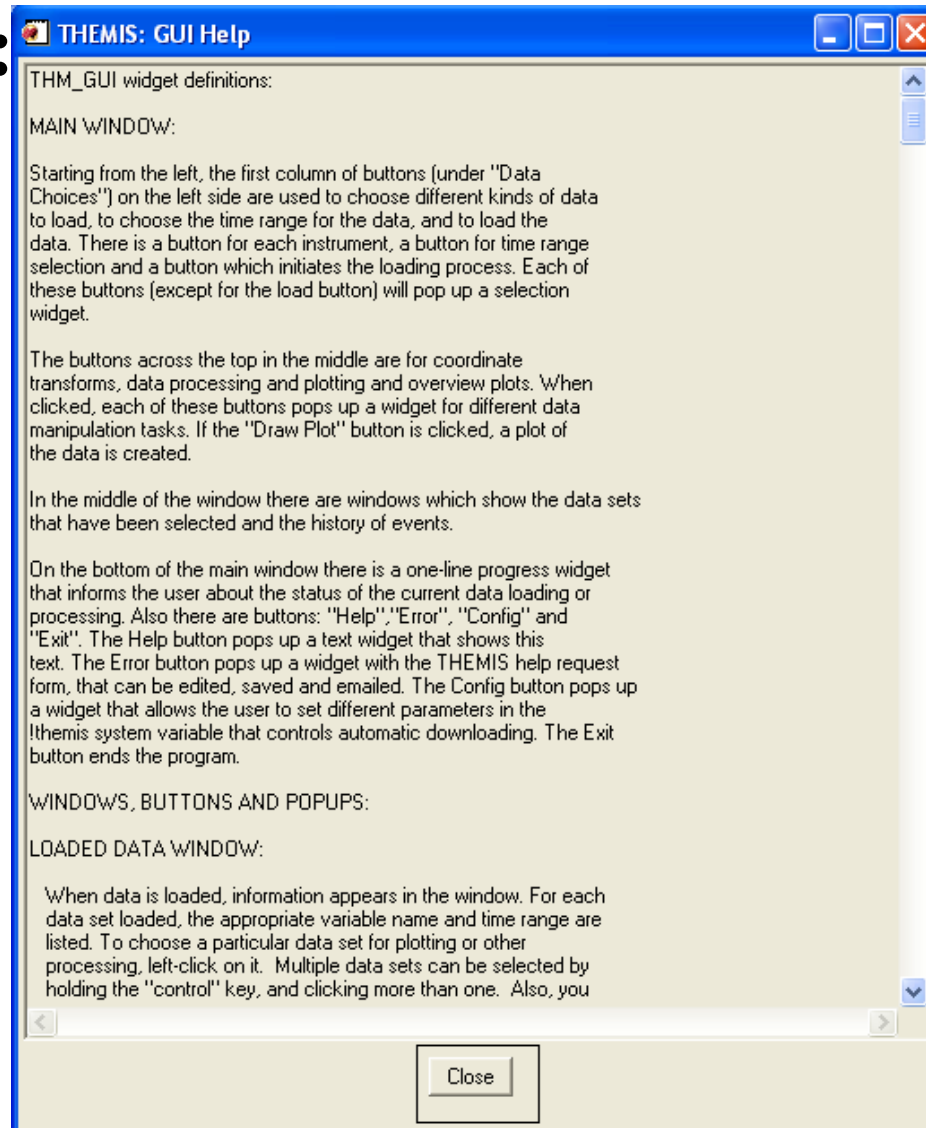 THEMIS: GUI Help
THM_GUI widget definitions:
MAIN WINDOW:
Starting from the left, the first column of buttons (under "Data
Choices") on the left side are used to choose different kinds of data
to load, to choose the time range for the data, and to load the
data. There is a button for each instrument, a button for time range
selection and a button which initiates the loading process. Each of
these buttons (except for the load button) will pop up a selection
widget.
The buttons across the top in the middle are for coordinate
transforms, data processing and plotting and overview plots. When
clicked, each of these buttons pops up a widget for different data
manipulation tasks. If the "Draw Plot" button is clicked, a plot of
the data is created.
In the middle of the window there are windows which show the data sets
that have been selected and the history of events.
On the bottom of the main window there is a one-line progress widget
that informs the user about the status of the current data loading or
processing. Also there are buttons: "Help","Error", "Config" and
"Exit". The Help button pops up a text widget that shows this
text. The Error button pops up a widget with the THEMIS help request
form, that can be edited, saved and emailed. The Config button pops up
a widget that allows the user to set different parameters in the
!themis system variable that controls automatic downloading. The Exit
button ends the program.
WINDOWS, BUTTONS AND POPUPS:
LOADED DATA WINDOW:
When data is loaded, information appears in the window. For each
data set loaded, the appropriate variable name and time range are
listed. To choose a particular data set for plotting or other
processing, left-click on it.  Multiple data sets can be selected by
holding the "control" key, and clicking more than one.  Also, you
Close